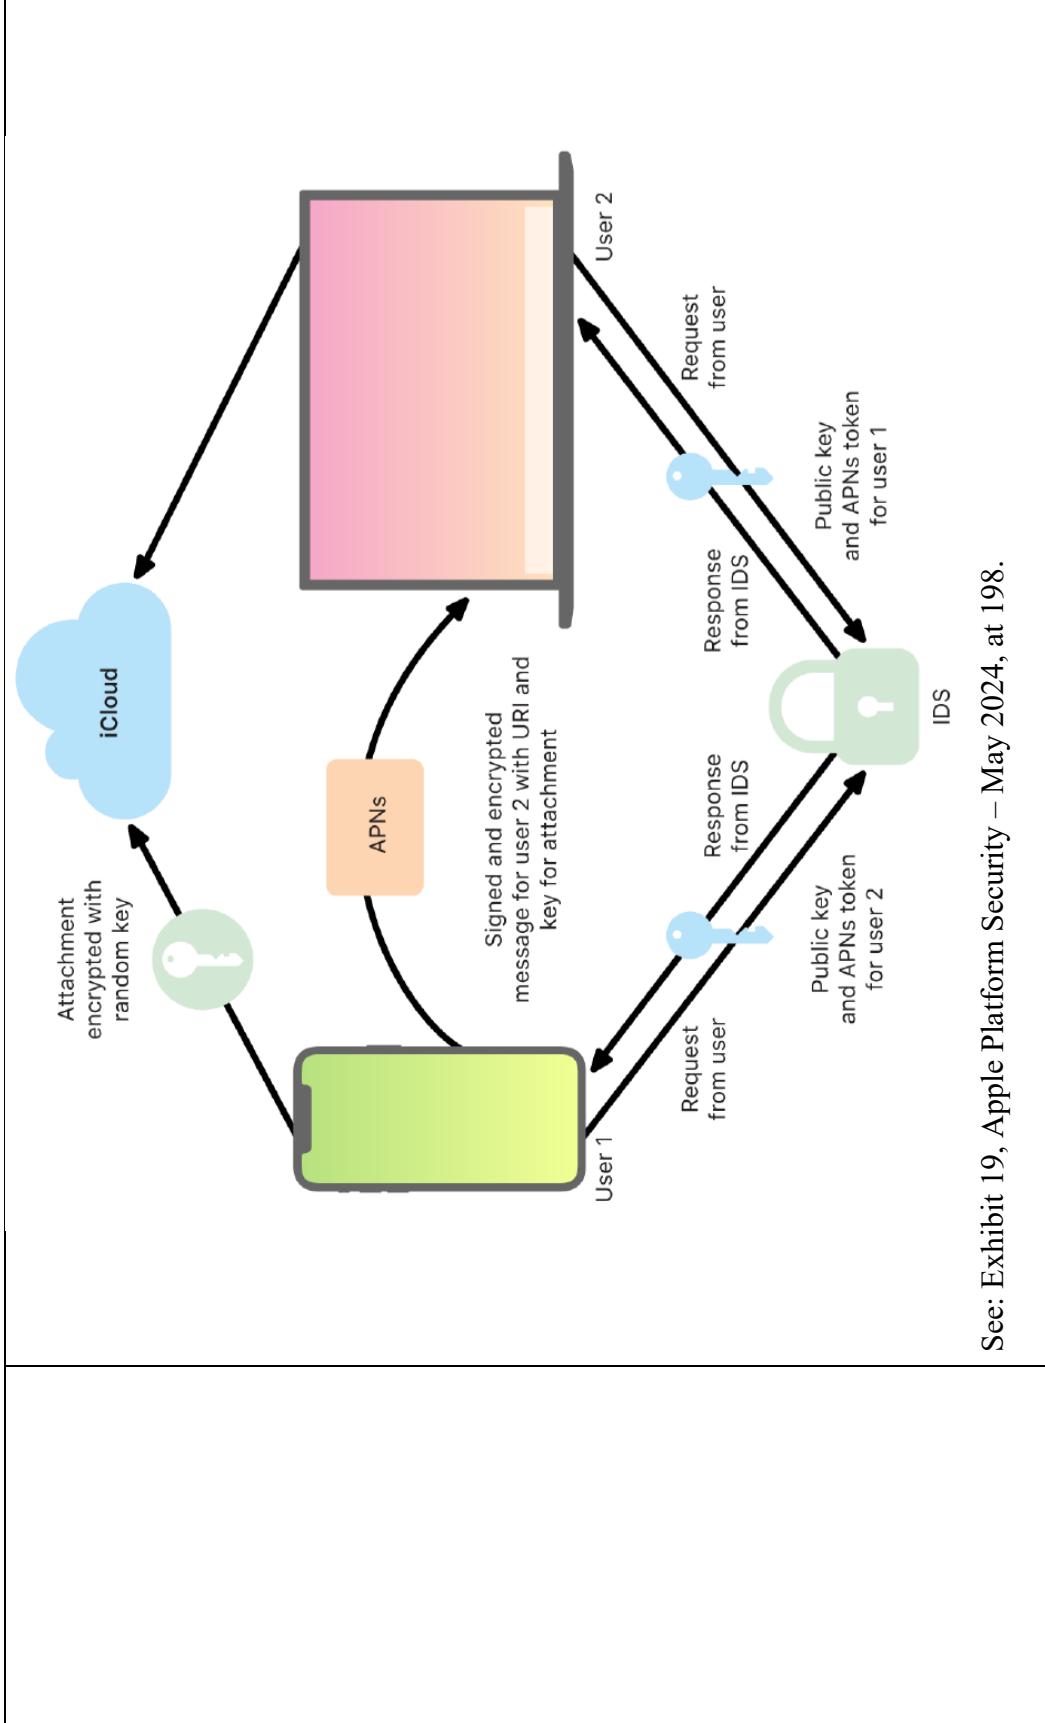 iCloud
Attachment
encrypted with
random key
APNs
Signed and encrypted
message for user 2 with URI and
key for attachment
User 1
User 2
Request
from user
Response
from IDS
Response
from IDS
Request
from user
Public key
and APNs token
for user 2
Public key
and APNs token
for user 1
IDS
See: Exhibit 19, Apple Platform Security – May 2024, at 198.